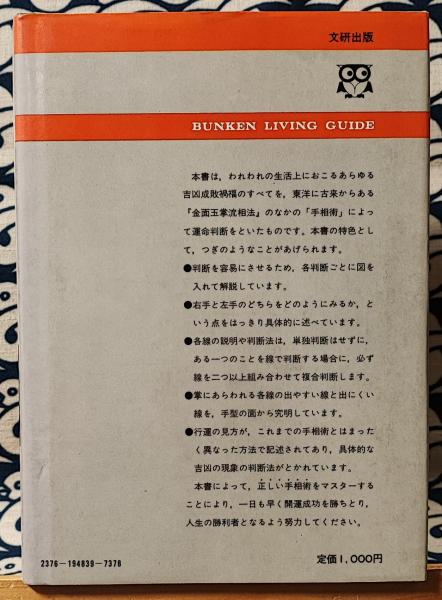 文研出版
BUNKEN LIVING GUIDE
本書は，われわれの生活上におこるあらゆる
吉凶成敗禍福のすべてを，東洋に古来からある
『金面玉掌流相法』のなかの「手相術」によっ
て運命判断をといたものです。本書の特色とし
て，つぎのようなことがあげられます。
●判断を容易にさせるため，各判断ごとに図を
入れて解説しています。
●右手と左手のどちらをどのようにみるか，と
いう点をはっきり具体的に述べています。
●各線の説明や判断法は，単独判断はせずに，
ある一つのことを線で判断する場合に，必ず
線を二つ以上組み合わせて複合判断します。
●掌にあらわれる各線の出やすい線と出にくい
線を，手型の面から究明しています。
●行運の見方が，これまでの手相術とはまった
く異なった方法で記述されてあり，具体的な
吉凶の現象の判断法がとかれています。
本書によって，正しい手相術をマスターする
ことにより，一日も早く開運成功を勝ちとり，
人生の勝利者となるよう努力してください。
2376－194839－7376
定価1,000円